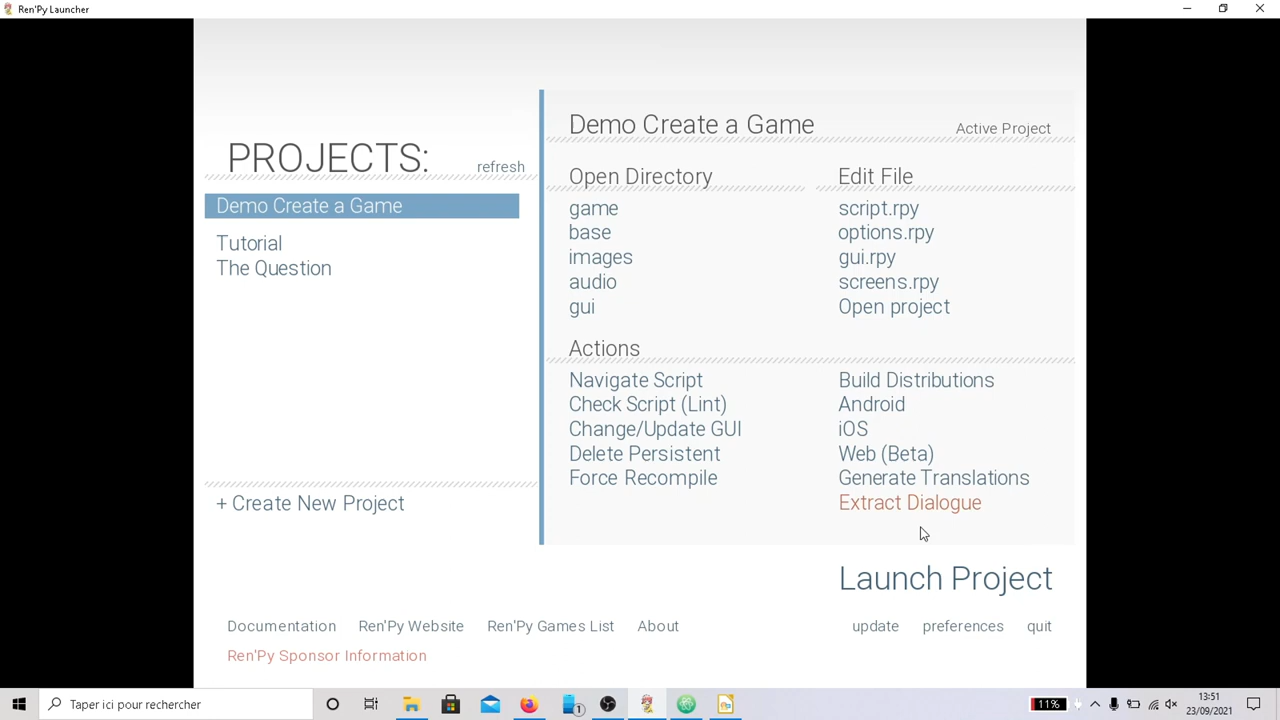 Ren'Py Launcher
PROJECTS:
refresh
Demo Create a Game
Tutorial
The Question
+ Create New Project
Demo Create a Game
Active Project
Open Directory
game
base
images
audio
gui
Edit File
script.rpy
options.rpy
gui.rpy
screens.rpy
Open project
Actions
Navigate Script
Check Script (Lint)
Change/Update GUI
Delete Persistent
Force Recompile
Build Distributions
Android
iOS
Web (Beta)
Generate Translations
Extract Dialogue
Launch Project
Documentation
Ren'Py Website
Ren'Py Games List
About
update
preferences
quit
Ren'Py Sponsor Information
Taper ici pour rechercher
1
11%
13:51
23/09/2021